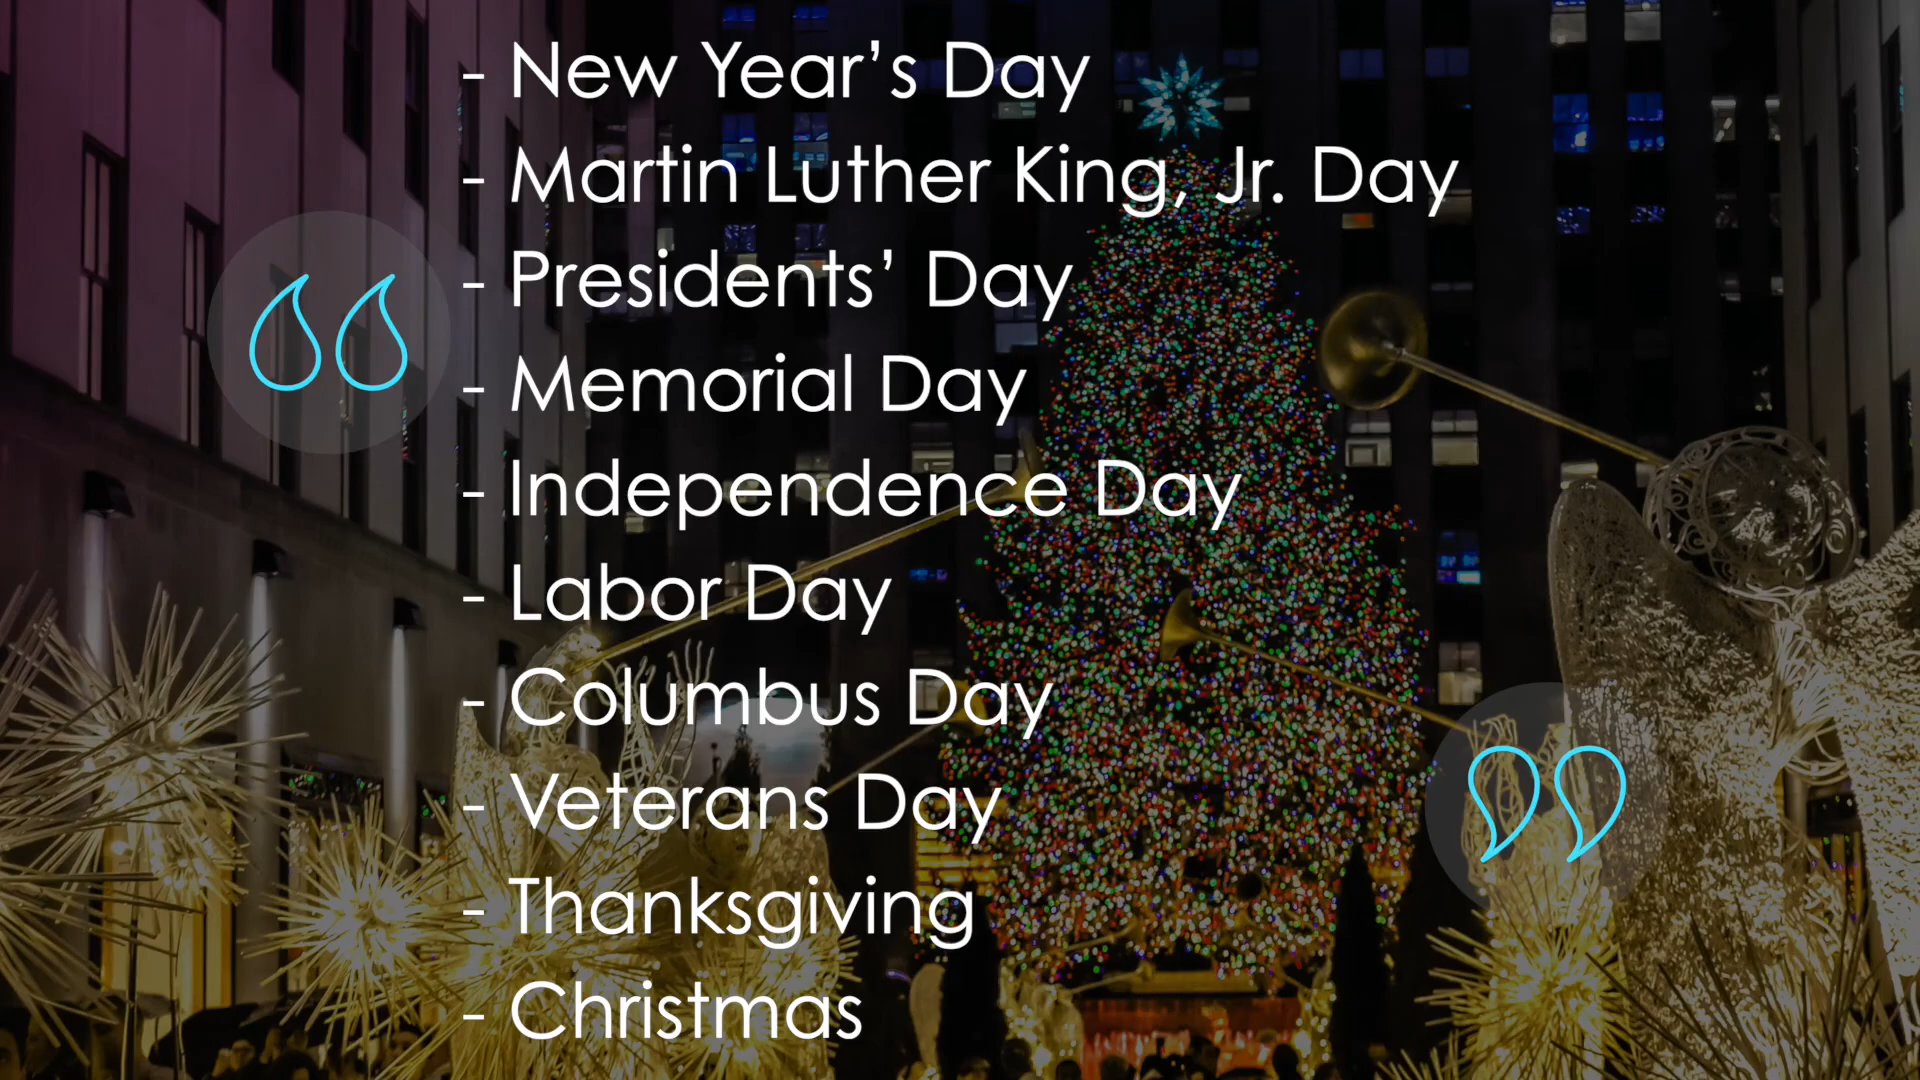 - New Year’s Day
- Martin Luther King, Jr. Day
- Presidents’ Day
- Memorial Day
- Independence Day
- Labor Day
- Columbus Day
- Veterans Day
- Thanksgiving
- Christmas